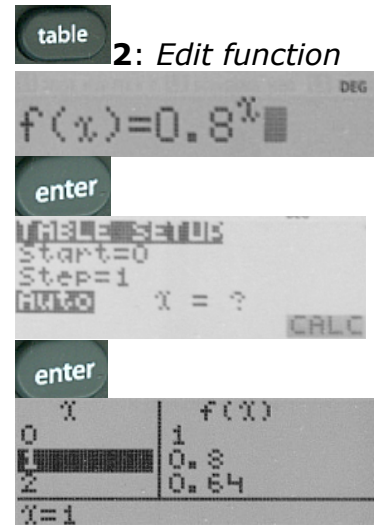 table
2: Edit function
DEG
f(x)=0.8^x
enter
TABLE SETUP
Start=0
Step=1
Auto x = ?
CALC
enter
x f(x)
0 1
1 0.8
2 0.64
x=1